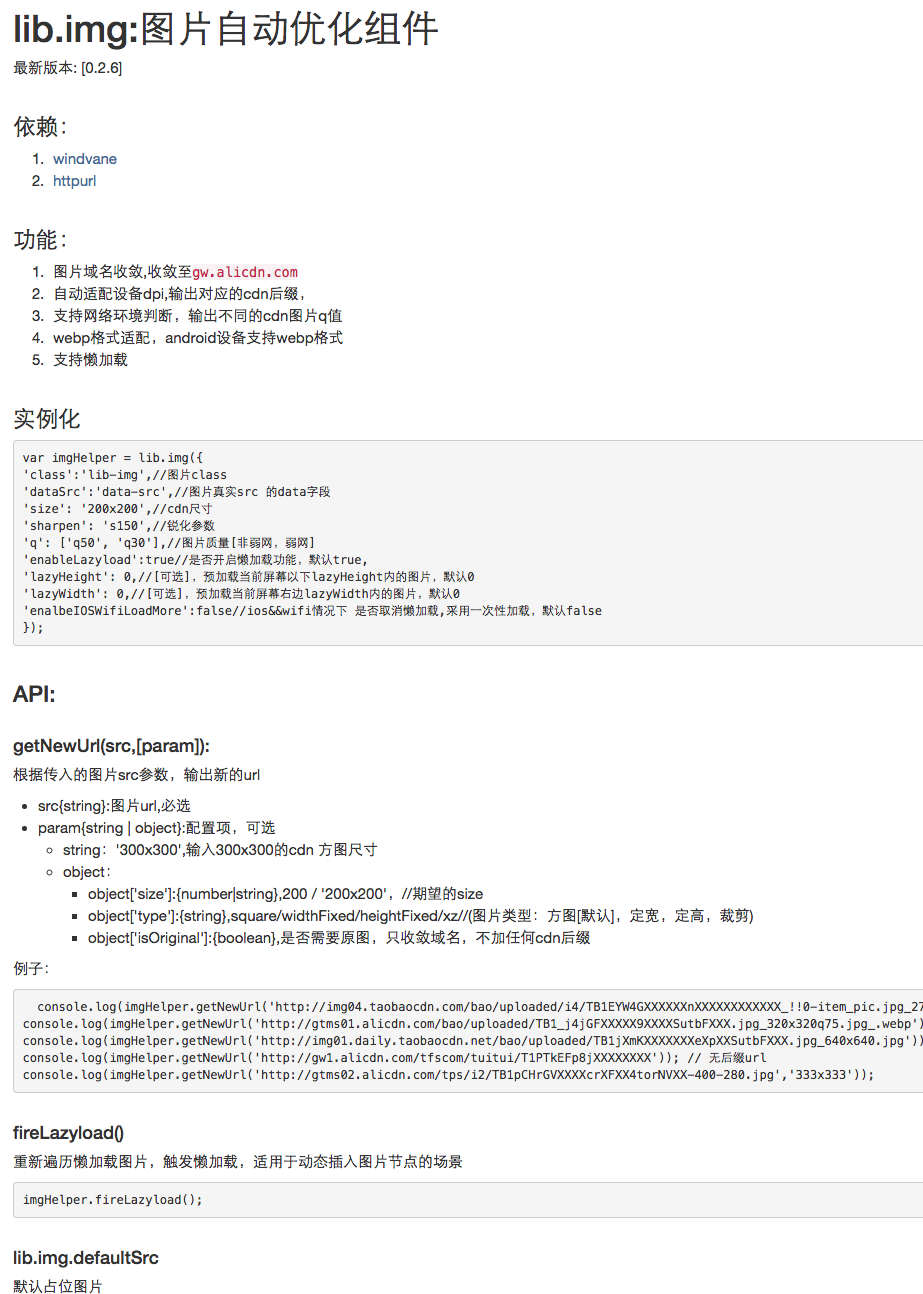 lib.img:图片自动优化组件
最新版本: [0.2.6]
依赖：
1. windvane
2. httpurl
功能：
1. 图片域名收敛,收敛至gw.alicdn.com
2. 自动适配设备dpi,输出对应的cdn后缀，
3. 支持网络环境判断，输出不同的cdn图片q值
4. webp格式适配，android设备支持webp格式
5. 支持懒加载
实例化
var imgHelper = lib.img({
'class':'lib-img',//图片class
'dataSrc':'data-src',//图片真实src 的data字段
'size': '200x200',//cdn尺寸
'sharpen': 's150',//锐化参数
'q': ['q50', 'q30'],//图片质量[非弱网，弱网]
'enableLazyload':true//是否开启懒加载功能，默认true,
'lazyHeight': 0,//[可选]，预加载当前屏幕以下lazyHeight内的图片，默认0
'lazyWidth': 0,//[可选]，预加载当前屏幕右边lazyWidth内的图片，默认0
'enalbeIOSWifiLoadMore':false//ios&&wifi情况下 是否取消懒加载,采用一次性加载，默认false
});
API:
getNewUrl(src,[param]):
根据传入的图片src参数，输出新的url
• src{string}:图片url,必选
• param{string | object}:配置项，可选
◦ string：'300x300',输入300x300的cdn 方图尺寸
◦ object：
▪ object['size']:{number|string},200 / '200x200'，//期望的size
▪ object['type']:{string},square/widthFixed/heightFixed/xz//(图片类型：方图[默认]，定宽，定高，裁剪)
▪ object['isOriginal']:{boolean},是否需要原图，只收敛域名，不加任何cdn后缀
例子：
console.log(imgHelper.getNewUrl('http://img04.taobaocdn.com/bao/uploaded/i4/TB1EYW4GXXXXXXnXXXXXXXXXXXX_!!0-item_pic.jpg_27
console.log(imgHelper.getNewUrl('http://gtms01.alicdn.com/bao/uploaded/TB1_j4jGFXXXXX9XXXXSutbFXXX.jpg_320x320q75.jpg_.webp')
console.log(imgHelper.getNewUrl('http://img01.daily.taobaocdn.net/bao/uploaded/TB1jXmKXXXXXXXeXpXXSutbFXXX.jpg_640x640.jpg'))
console.log(imgHelper.getNewUrl('http://gw1.alicdn.com/tfscom/tuitui/T1PTkEFp8jXXXXXXXX')); // 无后缀url
console.log(imgHelper.getNewUrl('http://gtms02.alicdn.com/tps/i2/TB1pCHrGVXXXXcrXFXX4torNVXX-400-280.jpg','333x333'));
fireLazyload()
重新遍历懒加载图片，触发懒加载，适用于动态插入图片节点的场景
imgHelper.fireLazyload();
lib.img.defaultSrc
默认占位图片